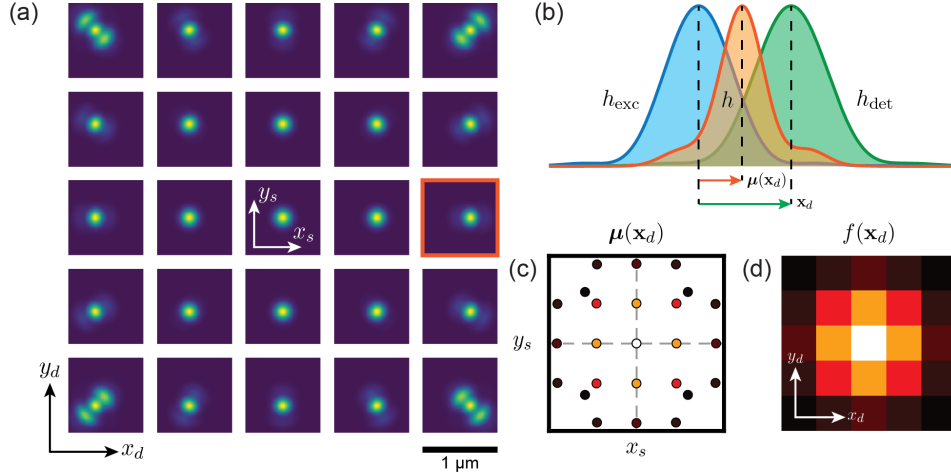 (a)
y_s
x_s
y_d
x_d
1 μm
(b)
h_exc
h
h_det
μ(x_d)
x_d
(c)
μ(x_d)
y_s
x_s
(d)
f(x_d)
y_d
x_d